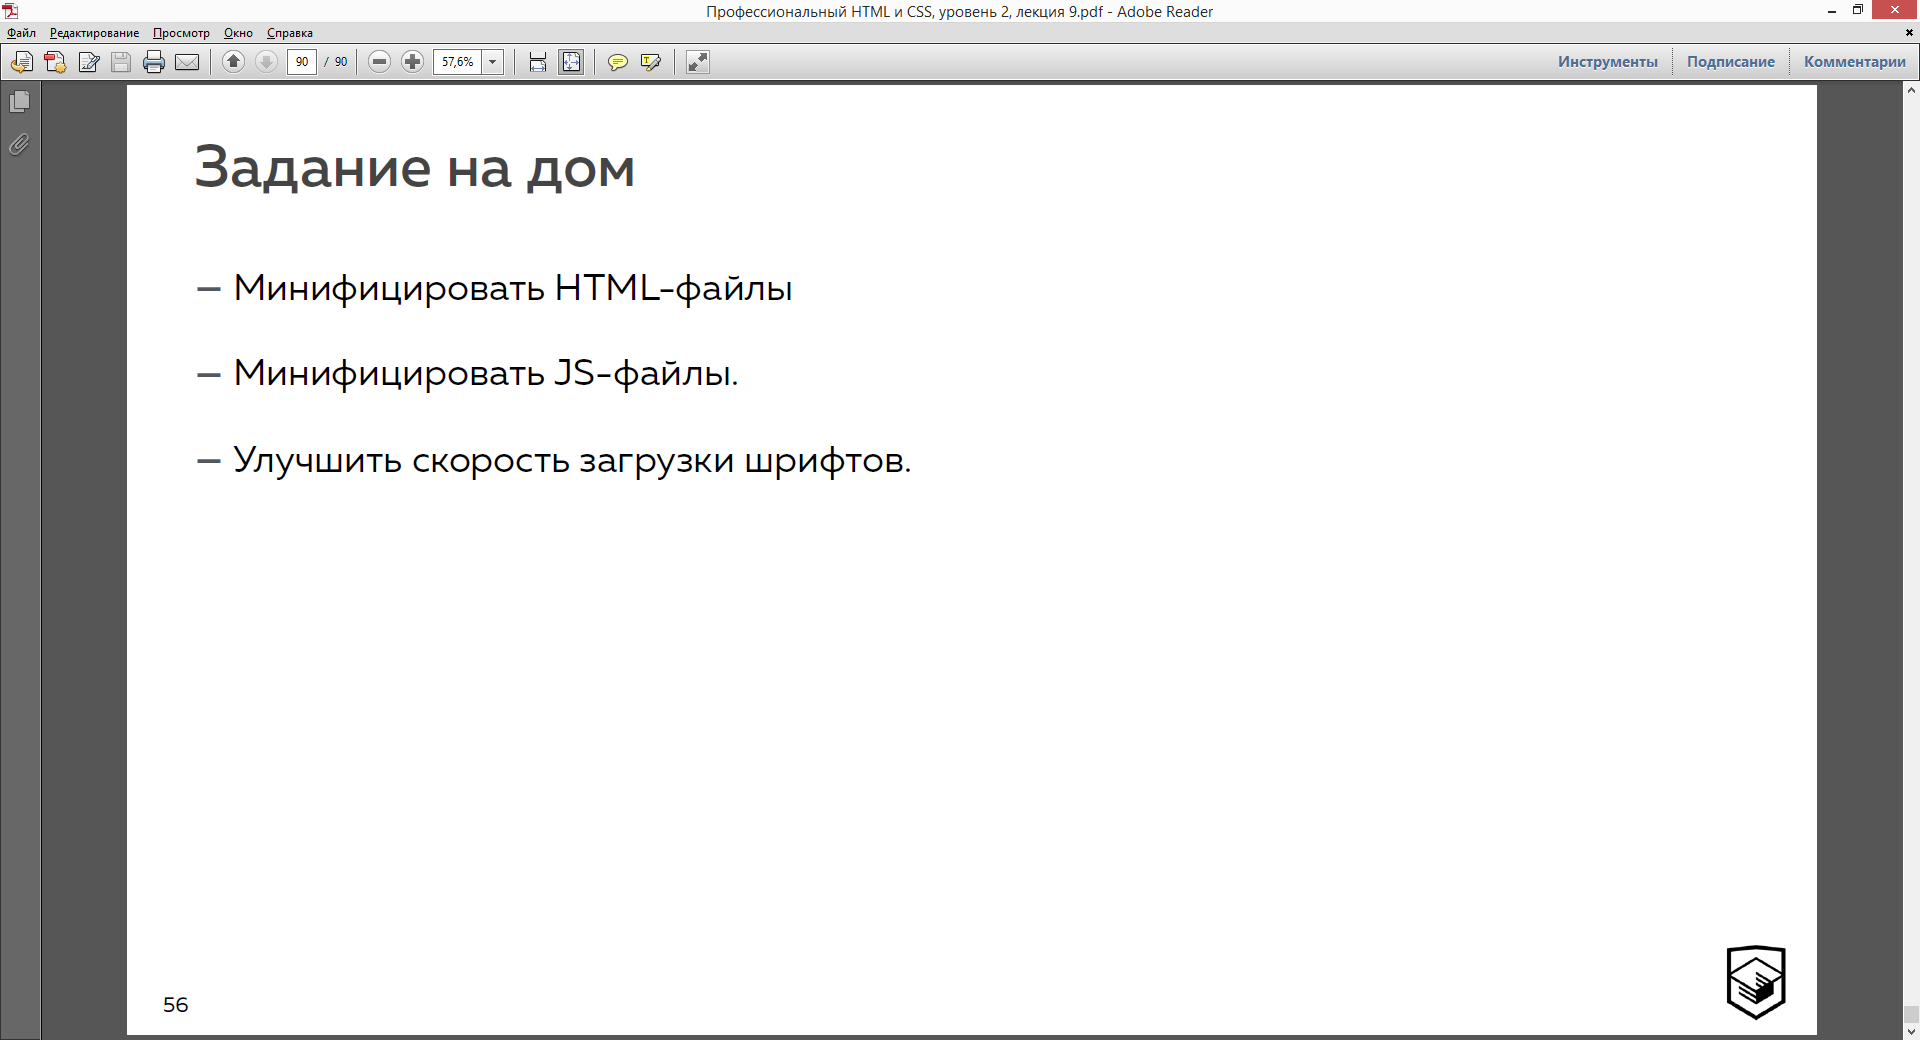 Профессиональный HTML и CSS, уровень 2, лекция 9.pdf - Adobe Reader
Файл Редактирование Просмотр Окно Справка
90 / 90 57,6% Инструменты Подписание Комментарии
Задание на дом
— Минифицировать HTML-файлы
— Минифицировать JS-файлы.
— Улучшить скорость загрузки шрифтов.
56